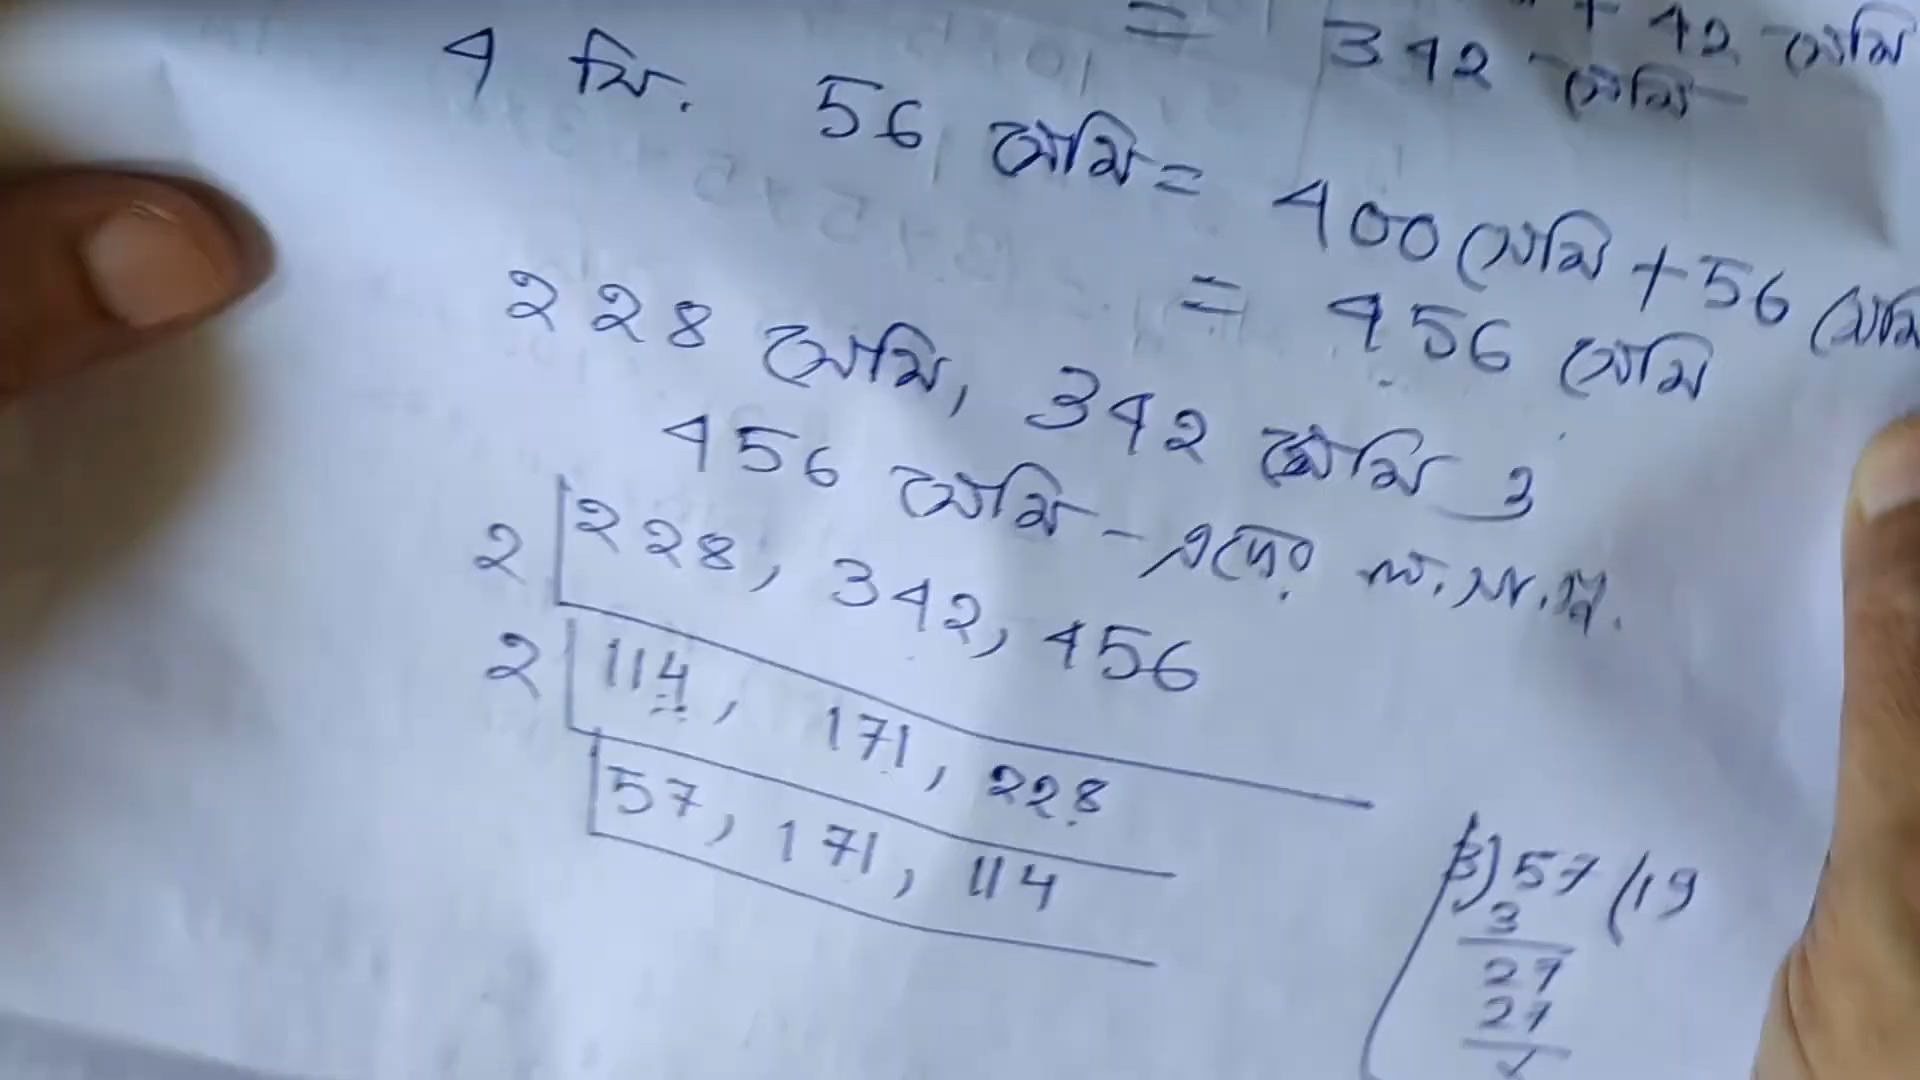 + 42 সেমি
= 342 সেমি
4 মি. 56 সেমি = 400 সেমি + 56 সেমি
= 456 সেমি
228 সেমি, 342 সেমি ও
456 সেমি - এদের ল.সা.গু.
2 228, 342, 456
2 114, 171, 228
57, 171, 114
3) 57 (19
3
27
27